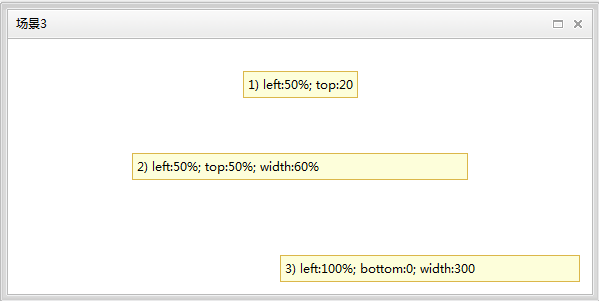 场景3
1) left:50%; top:20
2) left:50%; top:50%; width:60%
3) left:100%; bottom:0; width:300